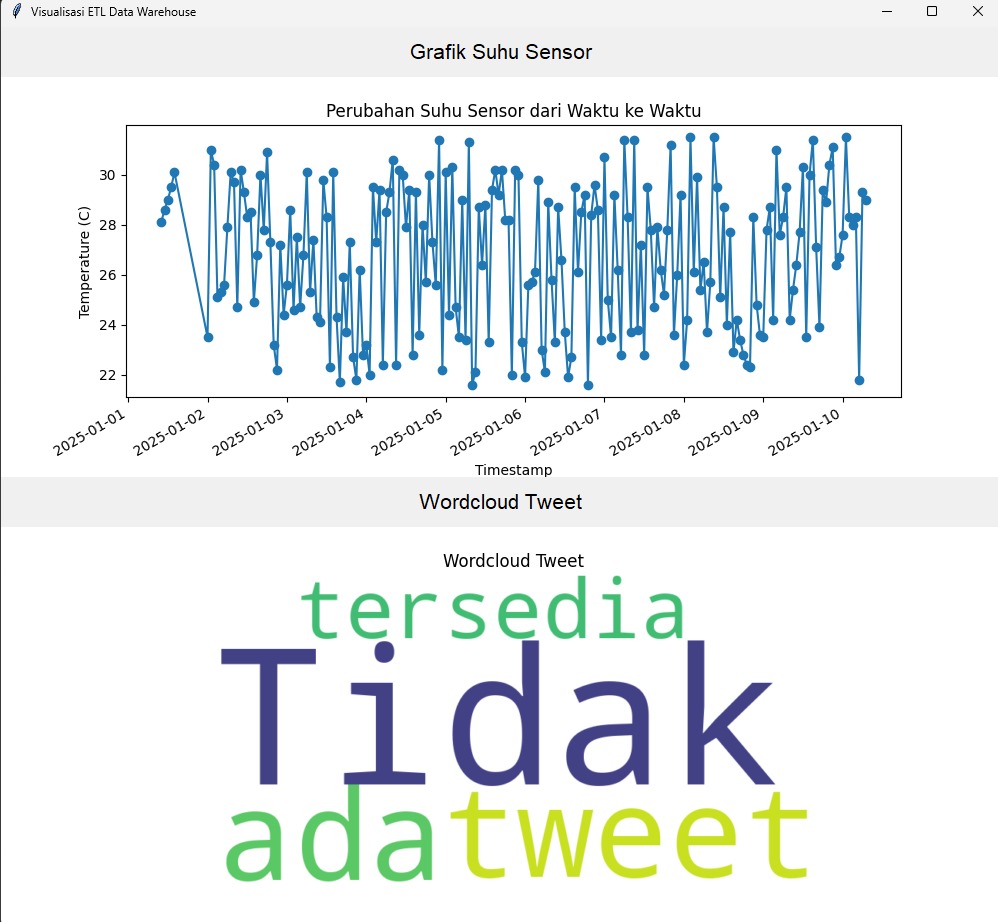 Visualisasi ETL Data Warehouse
Grafik Suhu Sensor
Perubahan Suhu Sensor dari Waktu ke Waktu
Temperature (C)
30
28
26
24
22
2025-01-01
2025-01-02
2025-01-03
2025-01-04
2025-01-05
2025-01-06
2025-01-07
2025-01-08
2025-01-09
2025-01-10
Timestamp
Wordcloud Tweet
Wordcloud Tweet
tersedia
Tidak
ada tweet